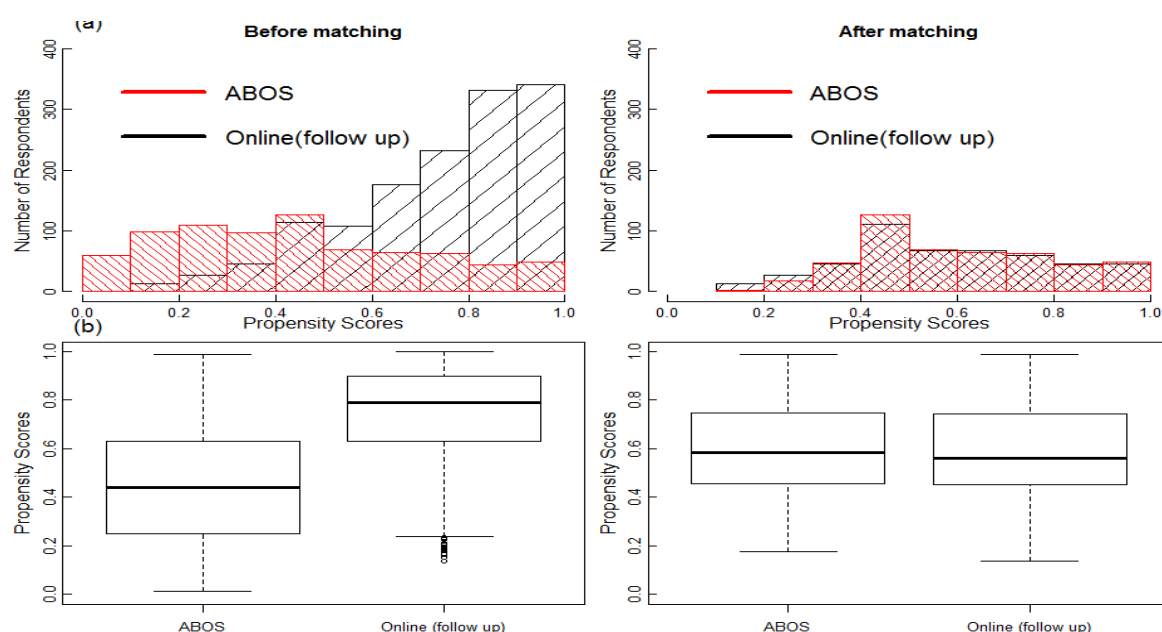 (a)
Before matching
After matching
Number of Respondents
0 100 200 300 400
ABOS
Online(follow up)
0.0 0.2 0.4 0.6 0.8 1.0
Propensity Scores
Number of Respondents
0 100 200 300 400
ABOS
Online(follow up)
0.0 0.2 0.4 0.6 0.8 1.0
Propensity Scores
(b)
Propensity Scores
0.0 0.2 0.4 0.6 0.8 1.0
ABOS Online (follow up)
Propensity Scores
0.0 0.2 0.4 0.6 0.8 1.0
ABOS Online (follow up)